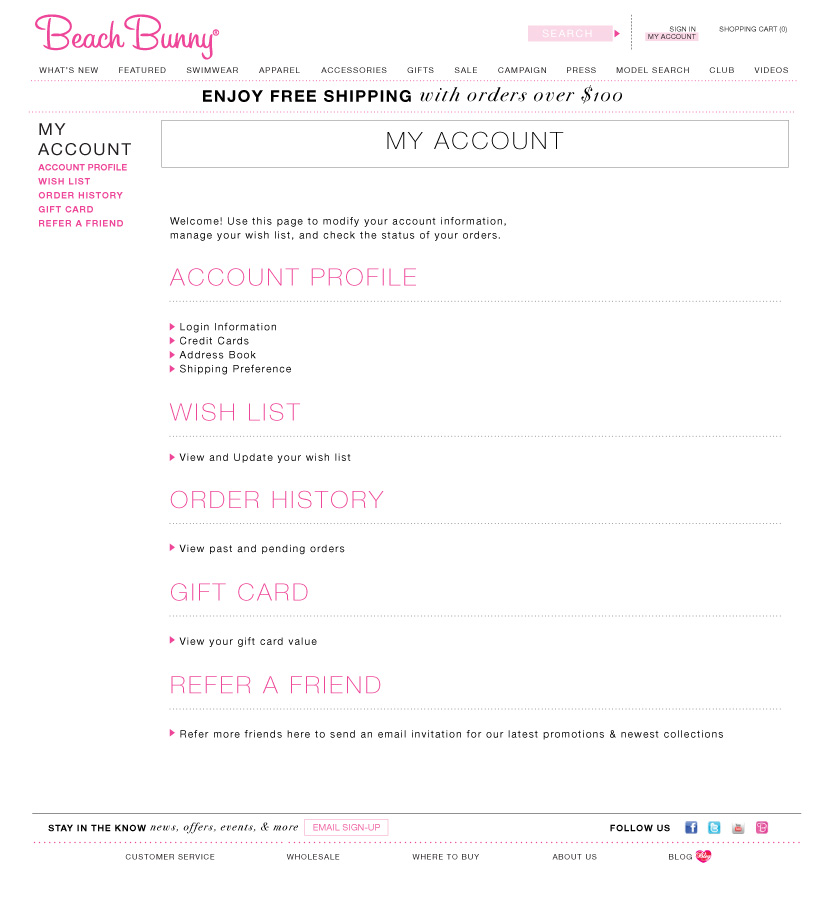 Beach Bunny®
SEARCH
SIGN IN
MY ACCOUNT
SHOPPING CART (0)
WHAT'S NEW FEATURED SWIMWEAR APPAREL ACCESSORIES GIFTS SALE CAMPAIGN PRESS MODEL SEARCH CLUB VIDEOS
ENJOY FREE SHIPPING with orders over $100
MY
ACCOUNT
ACCOUNT PROFILE
WISH LIST
ORDER HISTORY
GIFT CARD
REFER A FRIEND
MY ACCOUNT
Welcome! Use this page to modify your account information,
manage your wish list, and check the status of your orders.
ACCOUNT PROFILE
Login Information
Credit Cards
Address Book
Shipping Preference
WISH LIST
View and Update your wish list
ORDER HISTORY
View past and pending orders
GIFT CARD
View your gift card value
REFER A FRIEND
Refer more friends here to send an email invitation for our latest promotions & newest collections
STAY IN THE KNOW news, offers, events, & more EMAIL SIGN-UP FOLLOW US
CUSTOMER SERVICE WHOLESALE WHERE TO BUY ABOUT US BLOG